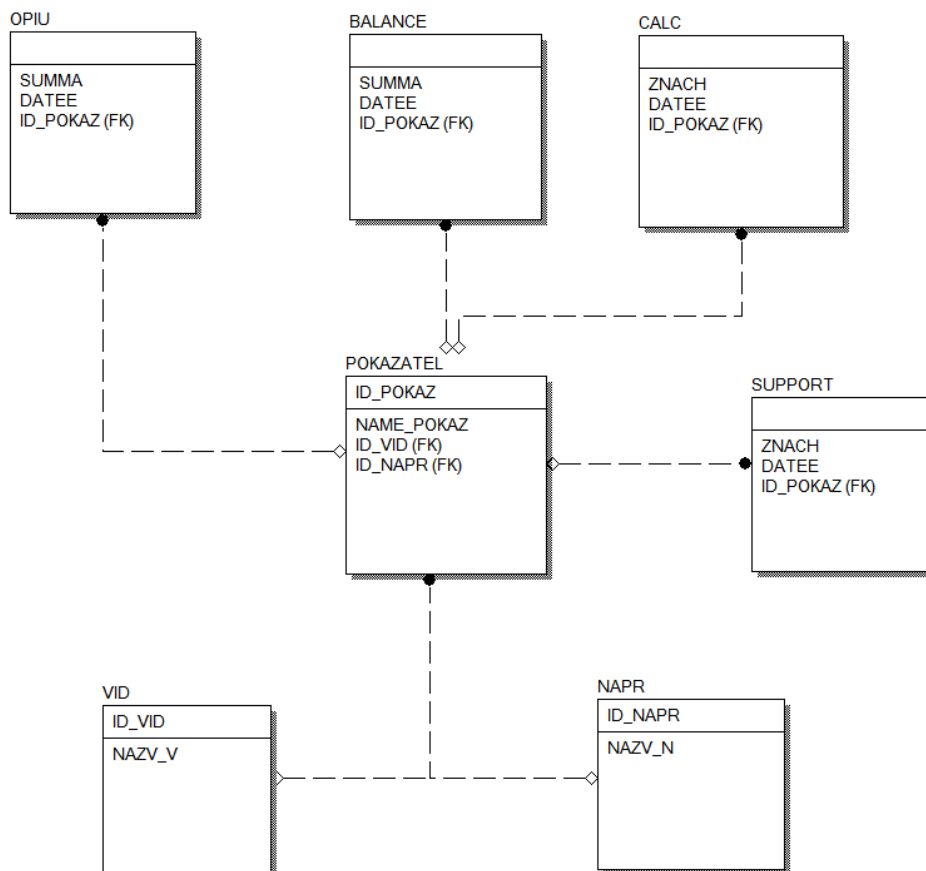 OPIU
SUMMA
DATEE
ID_POKAZ (FK)
BALANCE
SUMMA
DATEE
ID_POKAZ (FK)
CALC
ZNACH
DATEE
ID_POKAZ (FK)
POKAZATEL
ID_POKAZ
NAME_POKAZ
ID_VID (FK)
ID_NAPR (FK)
SUPPORT
ZNACH
DATEE
ID_POKAZ (FK)
VID
ID_VID
NAZV_V
NAPR
ID_NAPR
NAZV_N